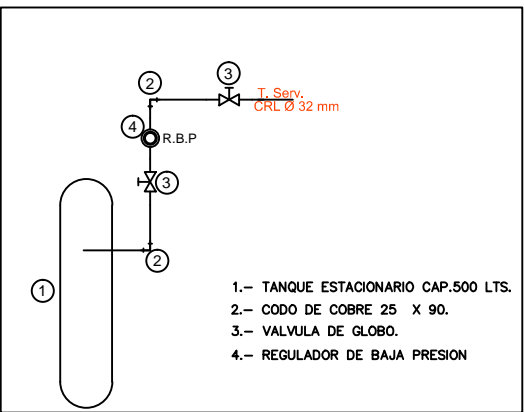 2
3
T. Serv.
CRL Ø 32 mm
4
R.B.P
3
2
1
1.- TANQUE ESTACIONARIO CAP.500 LTS.
2.- CODO DE COBRE 25 X 90.
3.- VALVULA DE GLOBO.
4.- REGULADOR DE BAJA PRESION